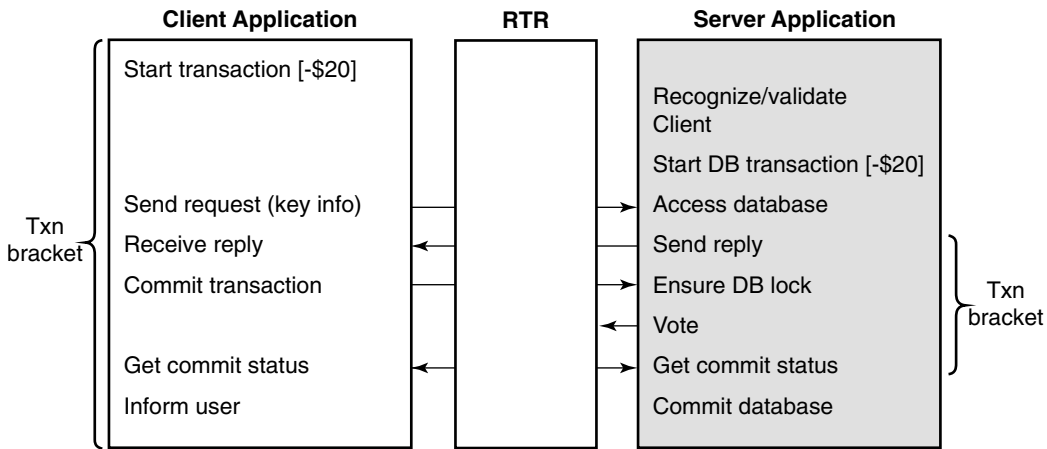 Client Application
RTR
Server Application
Txn
bracket
Start transaction [-$20]
Send request (key info)
Receive reply
Commit transaction
Get commit status
Inform user
Recognize/validate
Client
Start DB transaction [-$20]
Access database
Send reply
Ensure DB lock
Vote
Get commit status
Commit database
Txn
bracket